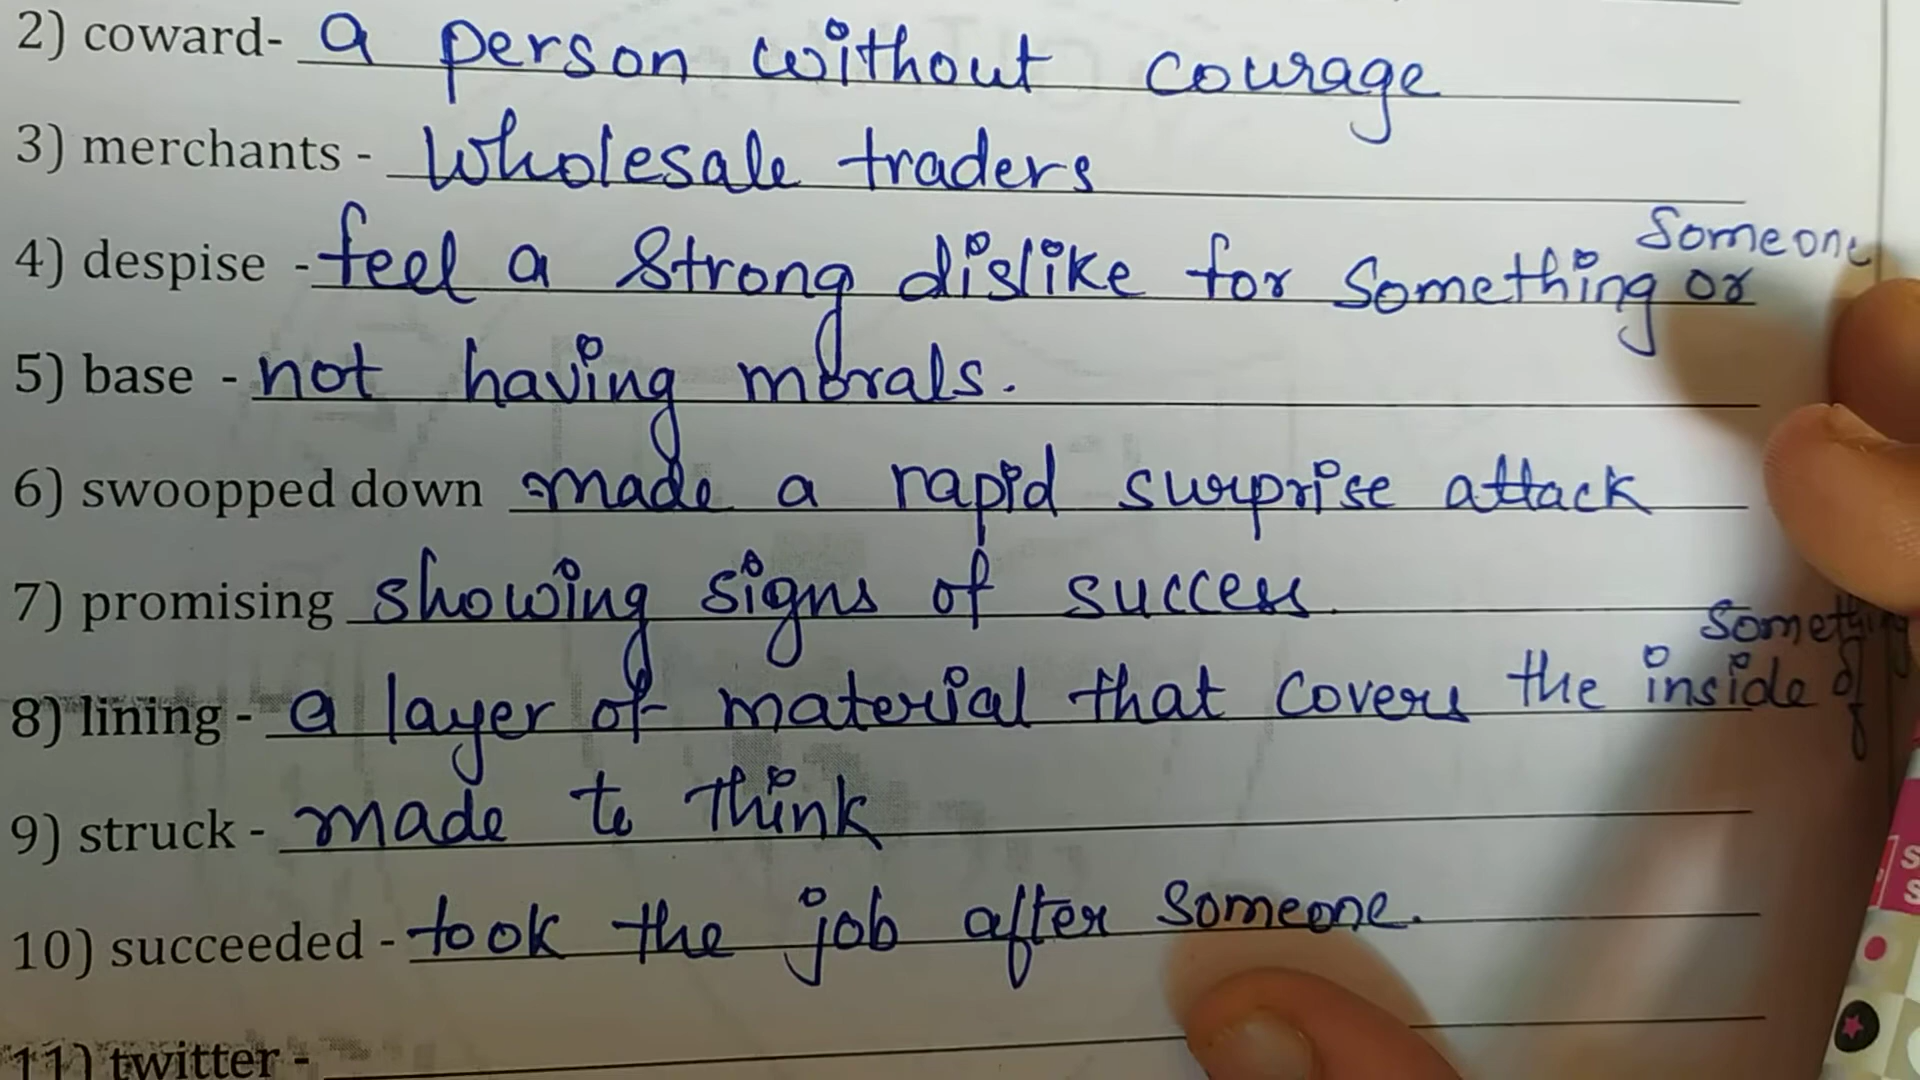 2) coward- a person without courage
3) merchants - Wholesale traders
someone
4) despise - feel a strong dislike for something or
5) base - not having morals.
6) swoopped down - made a rapid surprise attack
7) promising showing signs of success.
something
8) lining - a layer of material that covers the inside of
9) struck - made to think
10) succeeded - took the job after someone.
11) twitter -